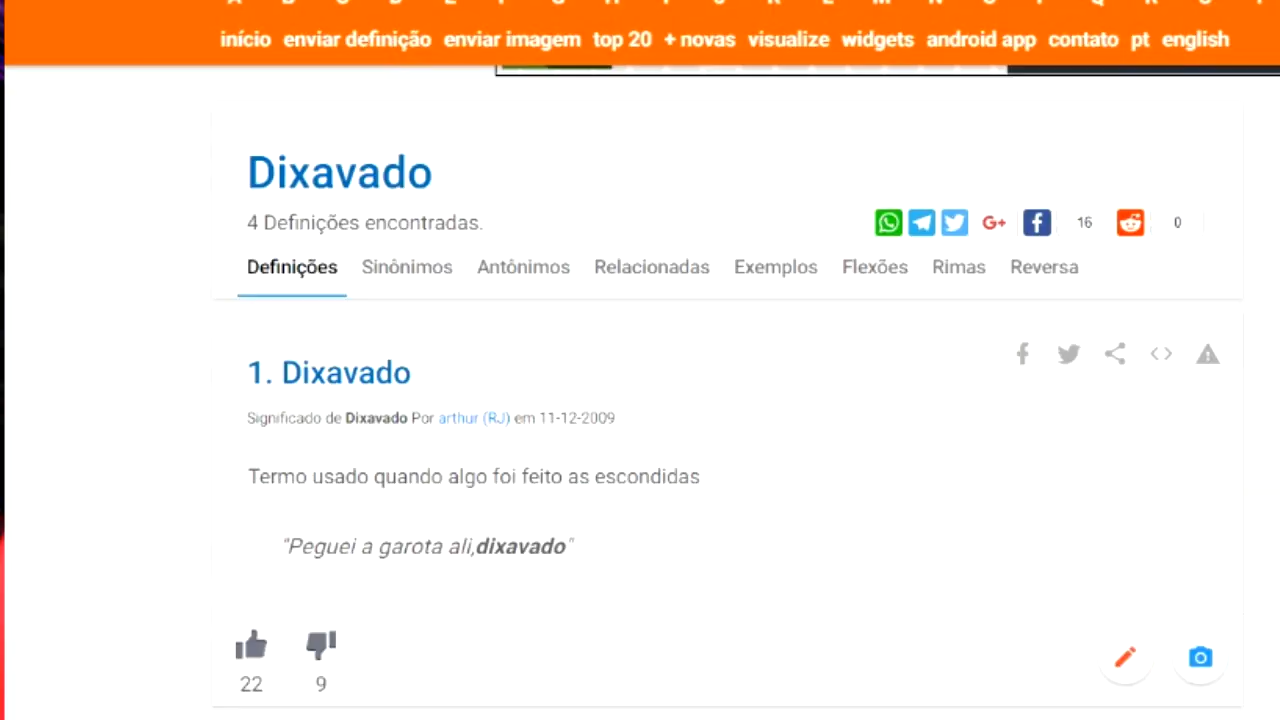 início enviar definição enviar imagem top 20 + novas visualize widgets android app contato pt english
Dixavado
4 Definições encontradas.
G+ 16 0
Definições Sinônimos Antônimos Relacionadas Exemplos Flexões Rimas Reversa
1. Dixavado
Significado de Dixavado Por arthur (RJ) em 11-12-2009
Termo usado quando algo foi feito as escondidas
"Peguei a garota ali,dixavado"
22 9